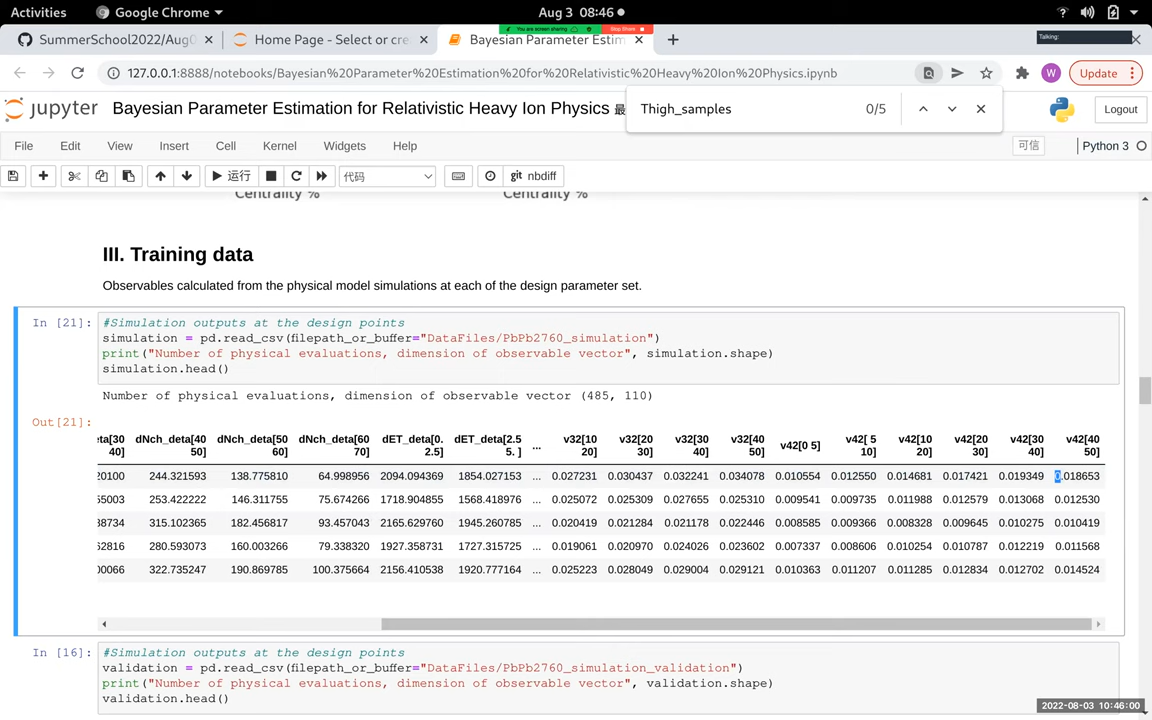 Activities Google Chrome Aug 3 08:46
You are screen sharing Stop Share
Talking:
SummerSchool2022/Aug0 Home Page - Select or cre Bayesian Parameter Estim
127.0.0.1:8888/notebooks/Bayesian%20Parameter%20Estimation%20for%20Relativistic%20Heavy%20Ion%20Physics.ipynb W Update
Thigh_samples 0/5
jupyter Bayesian Parameter Estimation for Relativistic Heavy Ion Physics 最 Logout
File Edit View Insert Cell Kernel Widgets Help 可信 Python 3
运行 代码 git nbdiff
Centrality % Centrality %
III. Training data
Observables calculated from the physical model simulations at each of the design parameter set.
In [21]: #Simulation outputs at the design points
simulation = pd.read_csv(filepath_or_buffer="DataFiles/PbPb2760_simulation")
print("Number of physical evaluations, dimension of observable vector", simulation.shape)
simulation.head()
Number of physical evaluations, dimension of observable vector (485, 110)
Out[21]:
eta[30 dNch_deta[40 dNch_deta[50 dNch_deta[60 dET_deta[0. dET_deta[2.5 ... v32[10 v32[20 v32[30 v32[40 v42[0 5] v42[ 5 v42[10 v42[20 v42[30 v42[40
40] 50] 60] 70] 2.5] 5. ] 20] 30] 40] 50] 10] 20] 30] 40] 50]
20100 244.321593 138.775810 64.998956 2094.094369 1854.027153 ... 0.027231 0.030437 0.032241 0.034078 0.010554 0.012550 0.014681 0.017421 0.019349 0.018653
55003 253.422222 146.311755 75.674266 1718.904855 1568.418976 ... 0.025072 0.025309 0.027655 0.025310 0.009541 0.009735 0.011988 0.012579 0.013068 0.012530
38734 315.102365 182.456817 93.457043 2165.629760 1945.260785 ... 0.020419 0.021284 0.021178 0.022446 0.008585 0.009366 0.008328 0.009645 0.010275 0.010419
52816 280.593073 160.003266 79.338320 1927.358731 1727.315725 ... 0.019061 0.020970 0.024026 0.023602 0.007337 0.008606 0.010254 0.010787 0.012219 0.011568
00066 322.735247 190.869785 100.375664 2156.410538 1920.777164 ... 0.025223 0.028049 0.029004 0.029121 0.010363 0.011207 0.011285 0.012834 0.012702 0.014524
In [16]: #Simulation outputs at the design points
validation = pd.read_csv(filepath_or_buffer="DataFiles/PbPb2760_simulation_validation")
print("Number of physical evaluations, dimension of observable vector", validation.shape)
validation.head()
2022-08-03 10:46:00